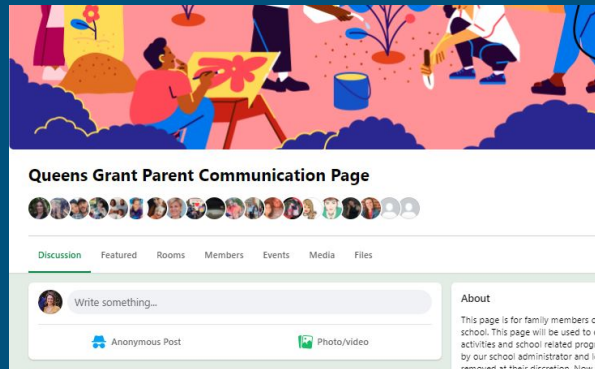 Queens Grant Parent Communication Page
Discussion Featured Rooms Members Events Media Files
Write something...
Anonymous Post Photo/video
About
This page is for family members
school. This page will be used to
activities and school related
by our school administrator and
removed at their discretion. Now